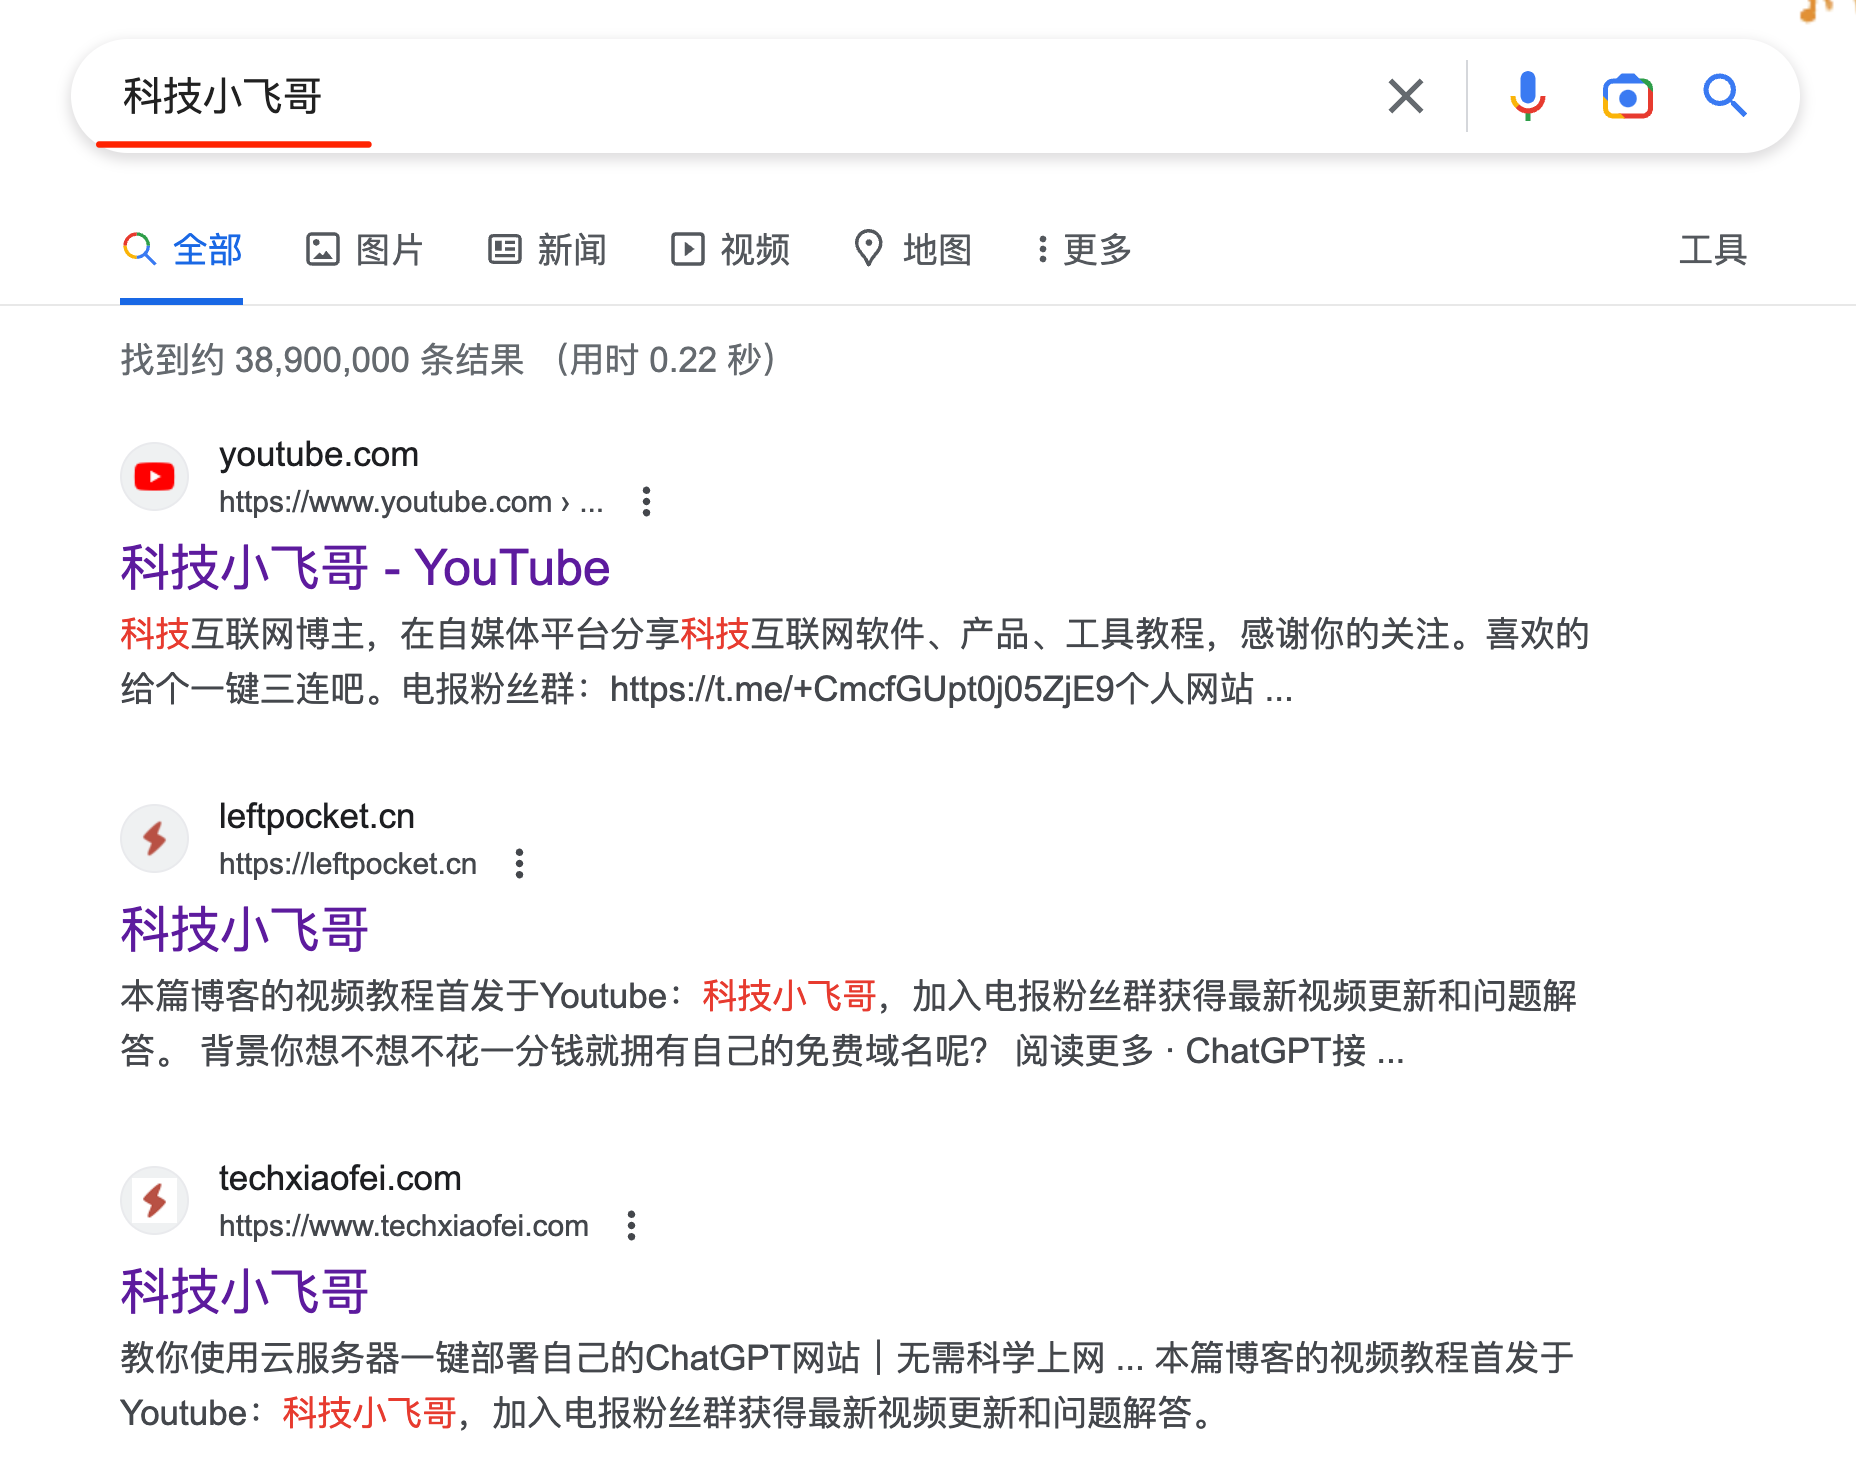 科技小飞哥
全部 图片 新闻 视频 地图 更多 工具
找到约 38,900,000 条结果 （用时 0.22 秒）
youtube.com
https://www.youtube.com › ...
科技小飞哥 - YouTube
科技互联网博主，在自媒体平台分享科技互联网软件、产品、工具教程，感谢你的关注。喜欢的
给个一键三连吧。电报粉丝群：https://t.me/+CmcfGUpt0j05ZjE9个人网站 ...
leftpocket.cn
https://leftpocket.cn
科技小飞哥
本篇博客的视频教程首发于Youtube：科技小飞哥，加入电报粉丝群获得最新视频更新和问题解
答。 背景你想不想不花一分钱就拥有自己的免费域名呢？ 阅读更多 · ChatGPT接 ...
techxiaofei.com
https://www.techxiaofei.com
科技小飞哥
教你使用云服务器一键部署自己的ChatGPT网站｜无需科学上网 ... 本篇博客的视频教程首发于
Youtube：科技小飞哥，加入电报粉丝群获得最新视频更新和问题解答。